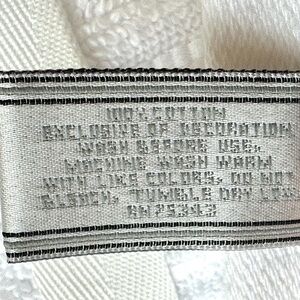 100% COTTON
EXCLUSIVE OF DECORATION
WASH BEFORE USE,
MACHINE WASH WARM
WITH LIKE COLORS, DO NOT
BLEACH, TUMBLE DRY LOW
RN75343